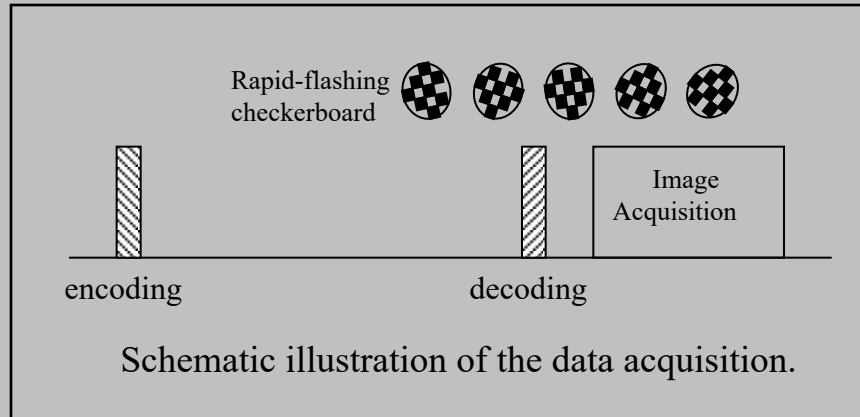 Rapid-flashing
checkerboard
Image
Acquisition
encoding
decoding
Schematic illustration of the data acquisition.